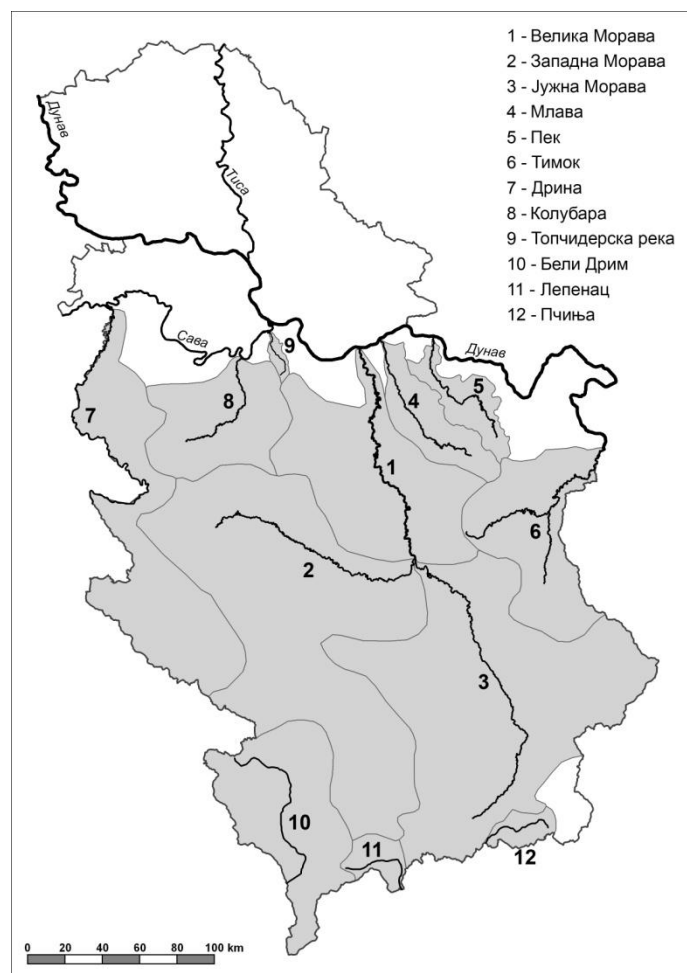 1 - Велика Морава
2 - Западна Морава
3 - Јужна Морава
4 - Млава
5 - Пек
6 - Тимок
7 - Дрина
8 - Колубара
9 - Топчидерска река
10 - Бели Дрим
11 - Лепенац
12 - Пчиња
Дунав
Тиса
Сава
Дунав
9
5
7
8
4
1
6
2
3
10
11
12
0 20 40 60 80 100 km